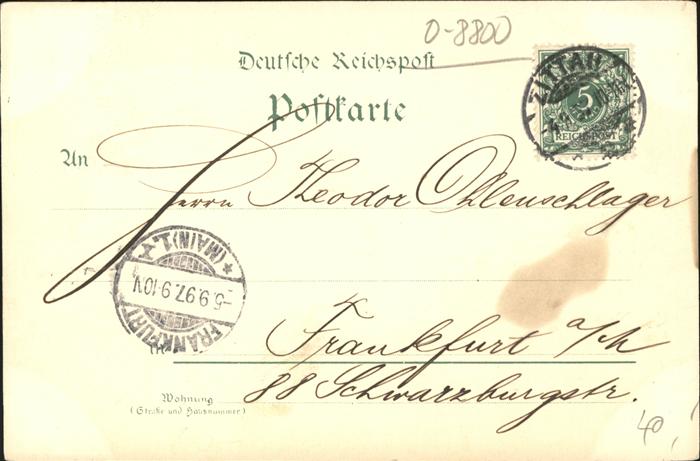 0-8800
Deutsche Reichspost
Postkarte
ZITTAU
5
REICHSPOST
An
Herrn Theodor Ohlenschlager
FRANKFURT
-5.9.97.9-10V.
* (MAIN) 1.
Frankfurt a/M
88 Schwarzburgstr.
Wohnung
(Straße und Hausnummer)
40,